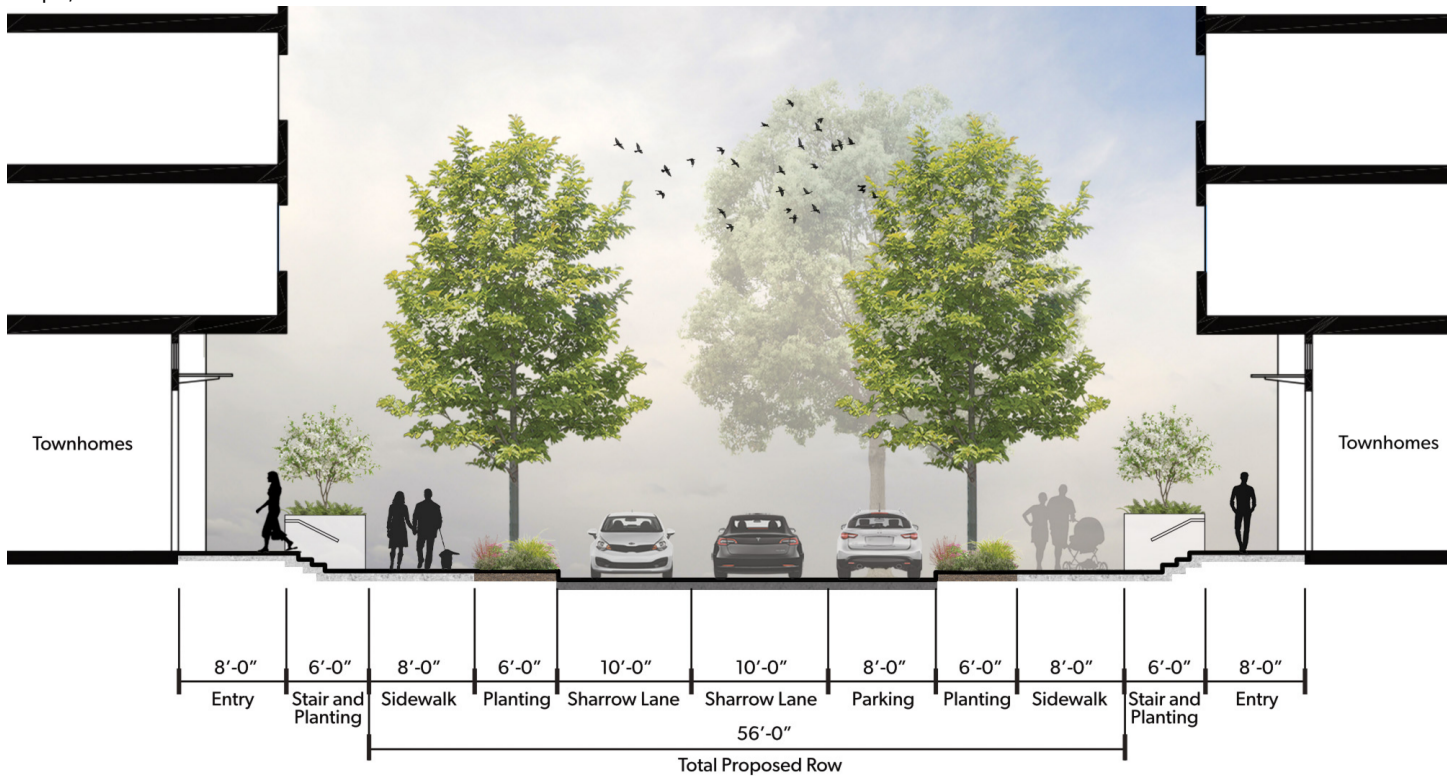 Townhomes
Townhomes
8′-0″ 6′-0″ 8′-0″ 6′-0″ 10′-0″ 10′-0″ 8′-0″ 6′-0″ 8′-0″ 6′-0″ 8′-0″
Entry Stair and Sidewalk Planting Sharrow Lane Sharrow Lane Parking Planting Sidewalk Stair and Entry
Planting Planting
56′-0″
Total Proposed Row